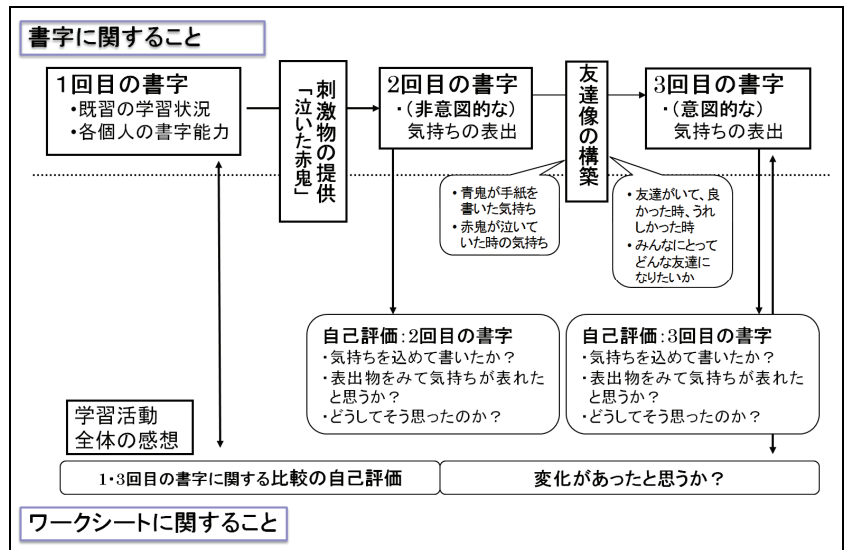 書字に関すること
1回目の書字
・既習の学習状況
・各個人の書字能力
刺激物の提供
「泣いた赤鬼」
2回目の書字
・(非意図的な)
気持ちの表出
友達像の構築
3回目の書字
・(意図的な)
気持ちの表出
・青鬼が手紙を
書いた気持ち
・赤鬼が泣いて
いた時の気持ち
・友達がいて、良
かった時、うれ
しかった時
・みんなにとって
どんな友達に
なりたいか
自己評価:2回目の書字
・気持ちを込めて書いたか?
・表出物をみて気持ちが表れた
と思うか?
・どうしてそう思ったのか?
自己評価:3回目の書字
・気持ちを込めて書いたか?
・表出物をみて気持ちが表れた
と思うか?
・どうしてそう思ったのか?
学習活動
全体の感想
1・3回目の書字に関する比較の自己評価
変化があったと思うか?
ワークシートに関すること